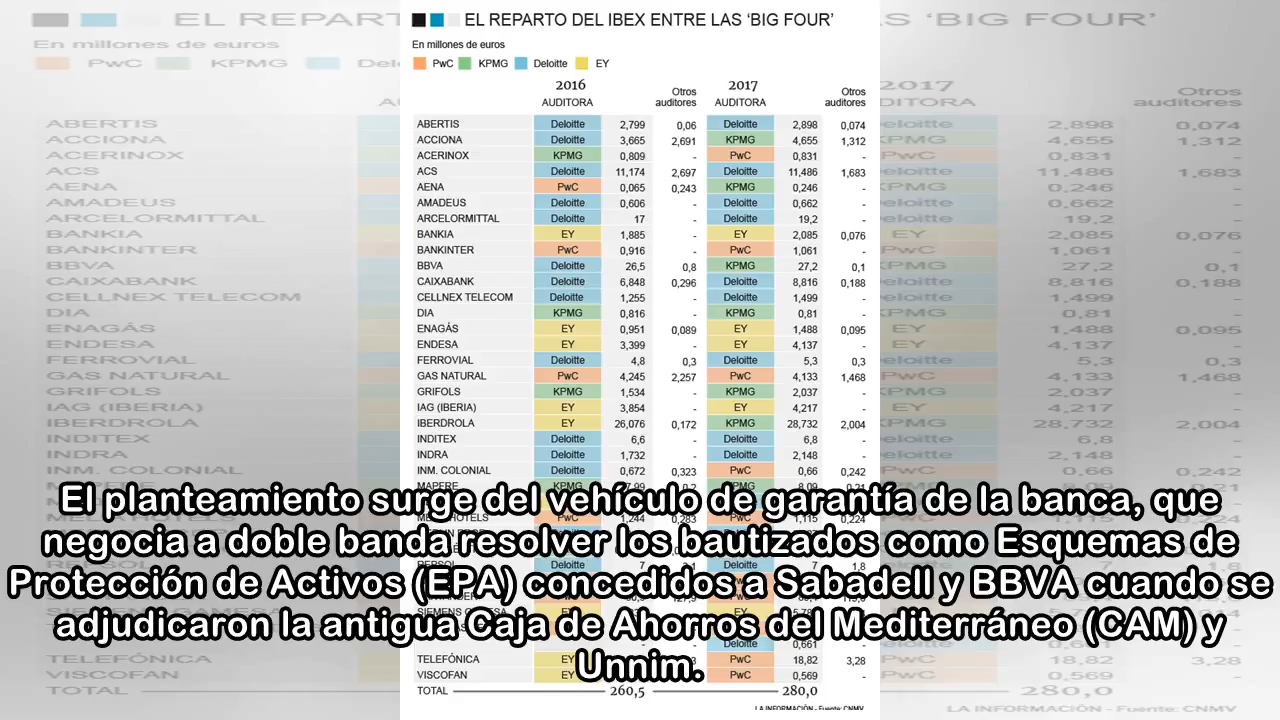 EL REPARTO DEL IBEX ENTRE LAS ‘BIG FOUR’
En millones de euros
PwC KPMG Deloitte EY
2016 AUDITORA Otros auditores 2017 AUDITORA Otros auditores
ABERTIS Deloitte 2,799 0,06 Deloitte 2,898 0,074
ACCIONA Deloitte 3,665 2,691 KPMG 4,655 1,312
ACERINOX KPMG 0,809 - PwC 0,831 -
ACS Deloitte 11,174 2,697 Deloitte 11,486 1,683
AENA PwC 0,065 0,243 KPMG 0,246 -
AMADEUS Deloitte 0,606 - Deloitte 0,662 -
ARCELORMITTAL Deloitte 17 - Deloitte 19,2 -
BANKIA EY 1,885 - EY 2,085 0,076
BANKINTER PwC 0,916 - PwC 1,061 -
BBVA Deloitte 26,5 0,8 KPMG 27,2 0,1
CAIXABANK Deloitte 6,848 0,296 Deloitte 8,816 0,188
CELLNEX TELECOM Deloitte 1,255 - Deloitte 1,499 -
DIA KPMG 0,816 - KPMG 0,81 -
ENAGÁS EY 0,951 0,089 EY 1,488 0,095
ENDESA EY 3,399 - EY 4,137 -
FERROVIAL Deloitte 4,8 0,3 Deloitte 5,3 0,3
GAS NATURAL PwC 4,245 2,257 PwC 4,133 1,468
GRIFOLS KPMG 1,534 - KPMG 2,037 -
IAG (IBERIA) EY 3,854 - EY 4,217 -
IBERDROLA EY 26,076 0,172 KPMG 28,732 2,004
INDITEX Deloitte 6,6 - Deloitte 6,8 -
INDRA Deloitte 1,732 - Deloitte 2,148 -
INM. COLONIAL Deloitte 0,672 0,323 PwC 0,66 0,242
El planteamiento surge del vehículo de garantía de la banca, que
negocia a doble banda resolver los bautizados como Esquemas de
Protección de Activos (EPA) concedidos a Sabadell y BBVA cuando se
adjudicaron la antigua Caja de Ahorros del Mediterráneo (CAM) y
Unnim.
TELEFÓNICA EY PwC 18,82 3,28
VISCOFAN EY PwC 0,569 -
TOTAL 260,5 280,0
LA INFORMACIÓN - Fuente: CNMV